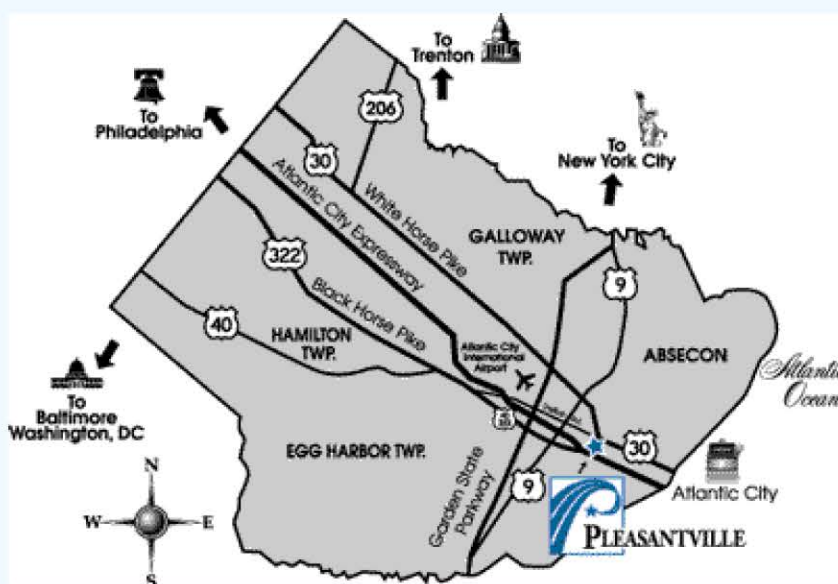 To
Trenton
To
Philadelphia
206
To
New York City
30
Atlantic City Expressway
White Horse Pike
GALLOWAY
TWP.
322
9
Black Horse Pike
40
HAMILTON
TWP.
Atlantic City
International
Airport
ABSECON
Atlantic
Ocean
To
Baltimore
Washington, DC
EGG HARBOR TWP.
30
Garden State
Parkway
9
Atlantic City
PLEASANTVILLE
N
W
E
S